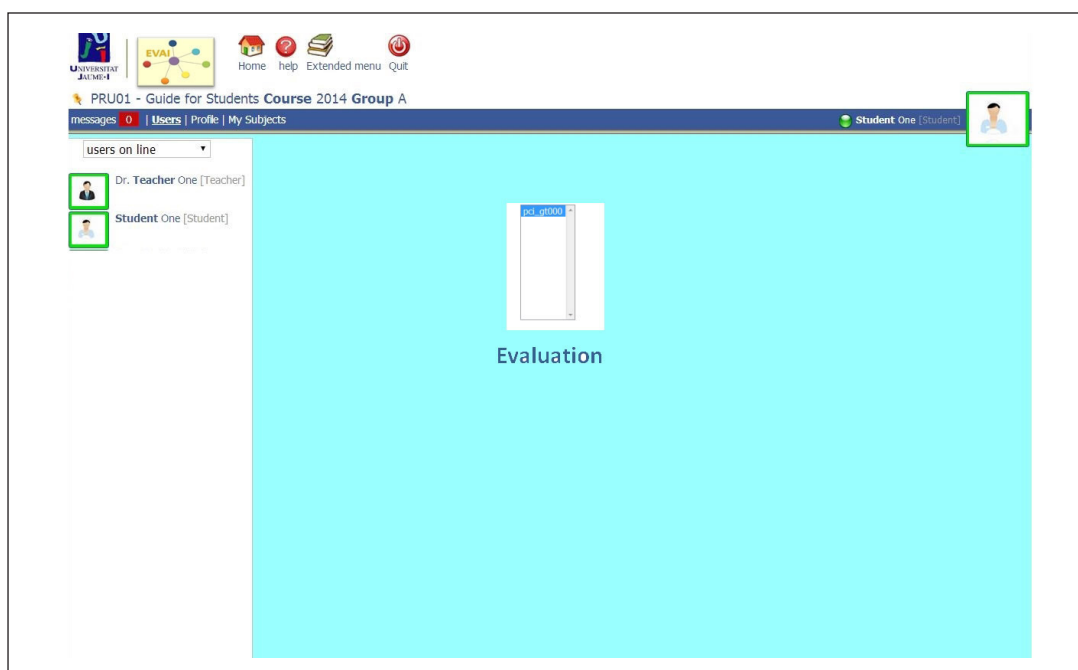 UNIVERSITAT
JAUME·I
EVAI
Home help Extended menu Quit
PRU01 - Guide for Students Course 2014 Group A
messages 0 | Users | Profile | My Subjects
Student One [Student]
users on line
Dr. Teacher One [Teacher]
Student One [Student]
pci_gt000
Evaluation